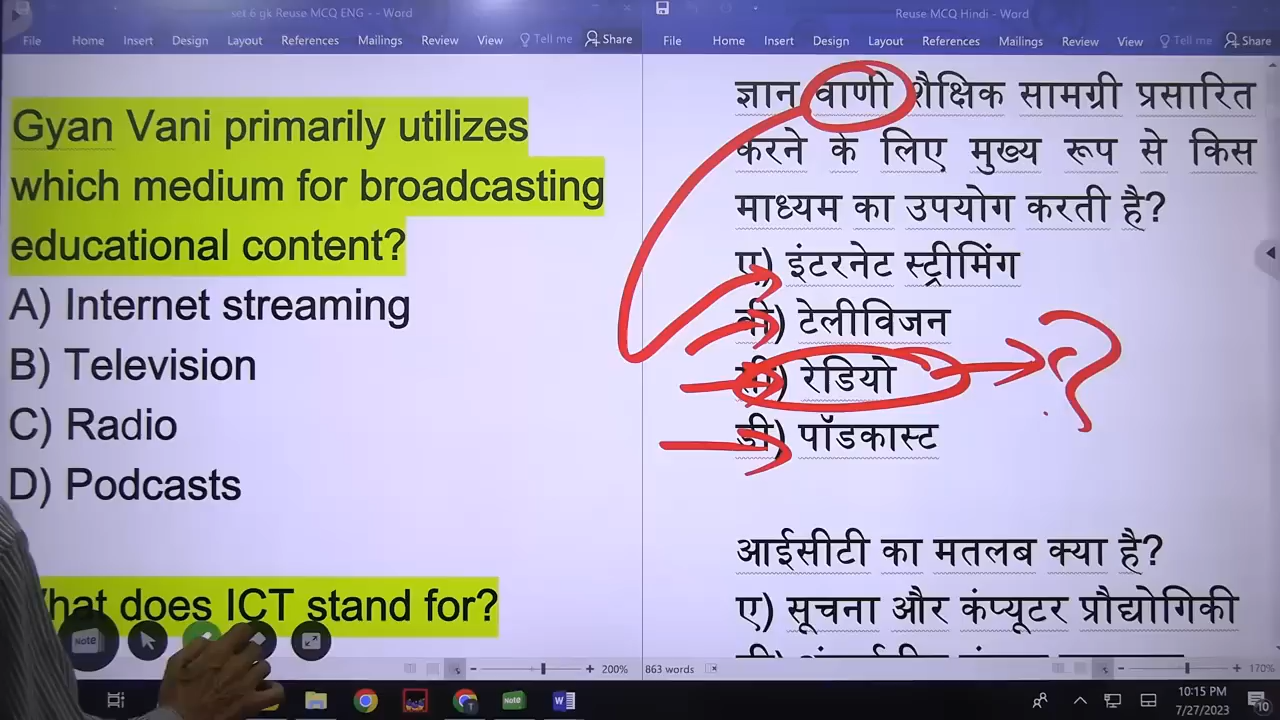 set 6 gk Reuse MCQ ENG - - Word
File Home Insert Design Layout References Mailings Review View Tell me Share
Gyan Vani primarily utilizes
which medium for broadcasting
educational content?
A) Internet streaming
B) Television
C) Radio
D) Podcasts
What does ICT stand for?
Note
200%
Reuse MCQ Hindi - Word
File Home Insert Design Layout References Mailings Review View Tell me Share
ज्ञान वाणी शैक्षिक सामग्री प्रसारित
करने के लिए मुख्य रूप से किस
माध्यम का उपयोग करती है?
ए) इंटरनेट स्ट्रीमिंग
बी) टेलीविजन
सी) रेडियो
डी) पॉडकास्ट
?
आईसीटी का मतलब क्या है?
ए) सूचना और कंप्यूटर प्रौद्योगिकी
863 words
170%
Note
10:15 PM
7/27/2023
10